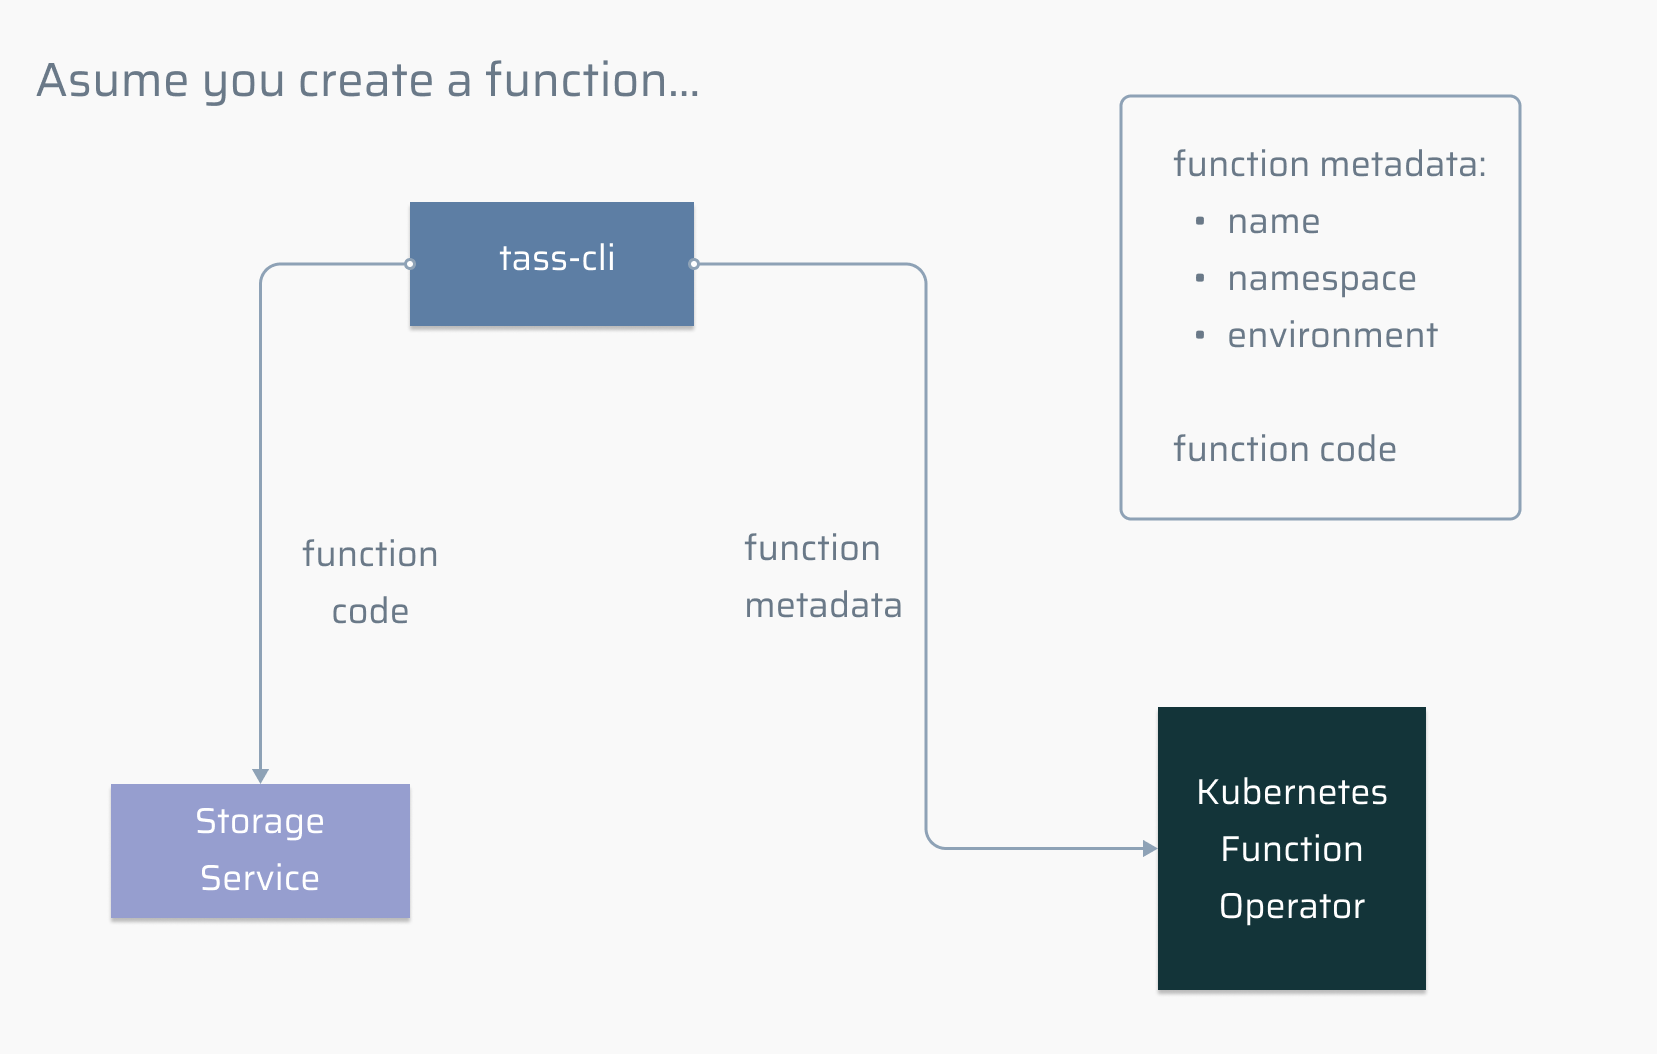 Asume you create a function...
function metadata:
• name
• namespace
• environment
function code
tass-cli
function
code
function
metadata
Storage
Service
Kubernetes
Function
Operator